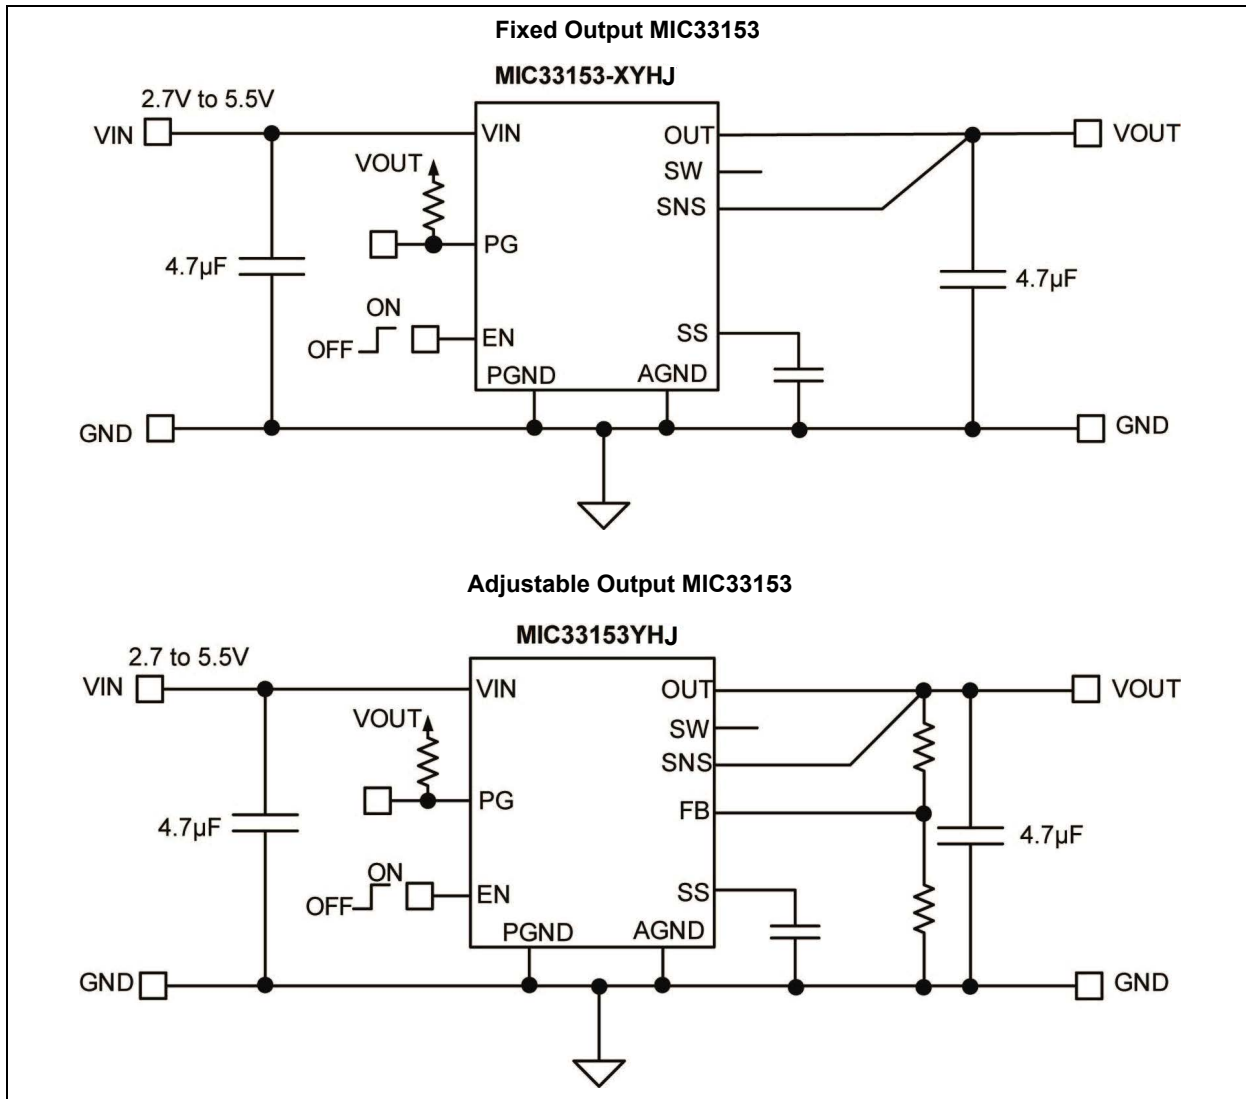 Fixed Output MIC33153
MIC33153-XYHJ
2.7V to 5.5V
VIN
VIN
OUT
VOUT
VOUT
SW
SNS
PG
4.7µF
4.7µF
ON
OFF
EN
SS
PGND
AGND
GND
GND
Adjustable Output MIC33153
MIC33153YHJ
2.7 to 5.5V
VIN
VIN
OUT
VOUT
VOUT
SW
SNS
PG
FB
4.7µF
4.7µF
ON
OFF
EN
SS
PGND
AGND
GND
GND